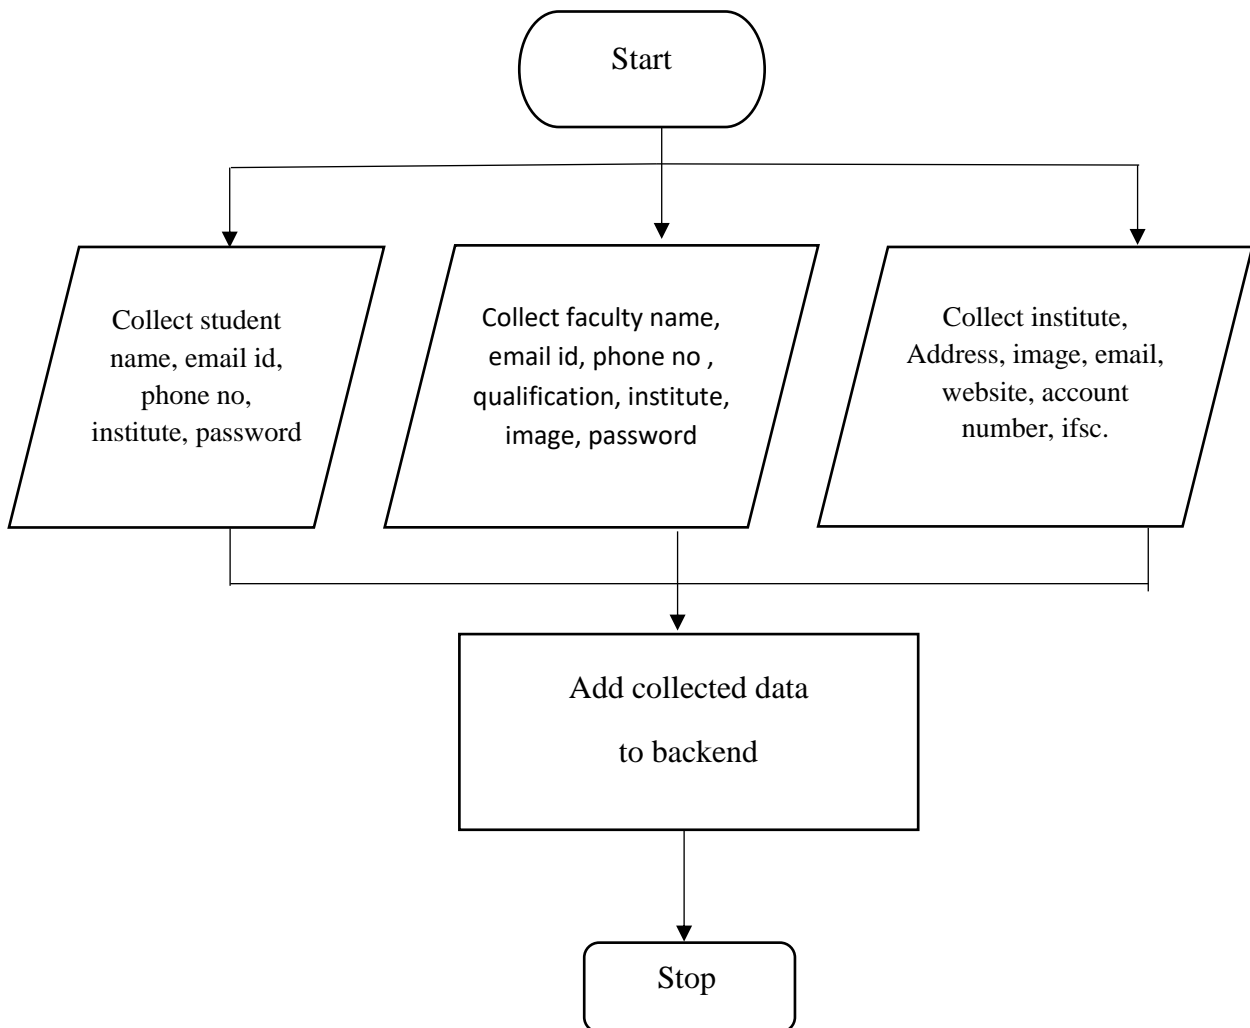 Start
Collect student
name, email id,
phone no,
institute, password
Collect faculty name,
email id, phone no ,
qualification, institute,
image, password
Collect institute,
Address, image, email,
website, account
number, ifsc.
Add collected data
to backend
Stop